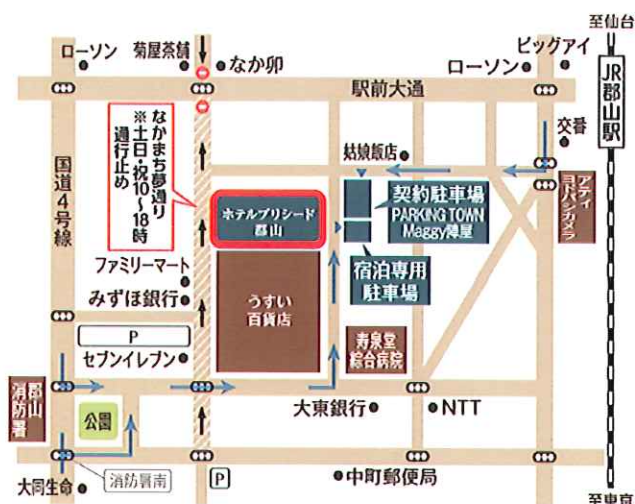 至仙台
ローソン
菊屋茶舗
なか卯
ローソン
ビッグアイ
JR郡山駅
駅前大通
交番
国道4号線
なかまち夢通り
※土日・祝10〜18時
通行止め
姑娘飯店
アティ
ヨドバシカメラ
ホテルプリシード
郡山
契約駐車場
PARKING TOWN
Maggy陣屋
宿泊専用
駐車場
ファミリーマート
みずほ銀行
うすい
百貨店
P
セブンイレブン
寿泉堂
綜合病院
郡山
消防署
公園
大東銀行
NTT
大同生命
消防署南
P
中町郵便局
至東京